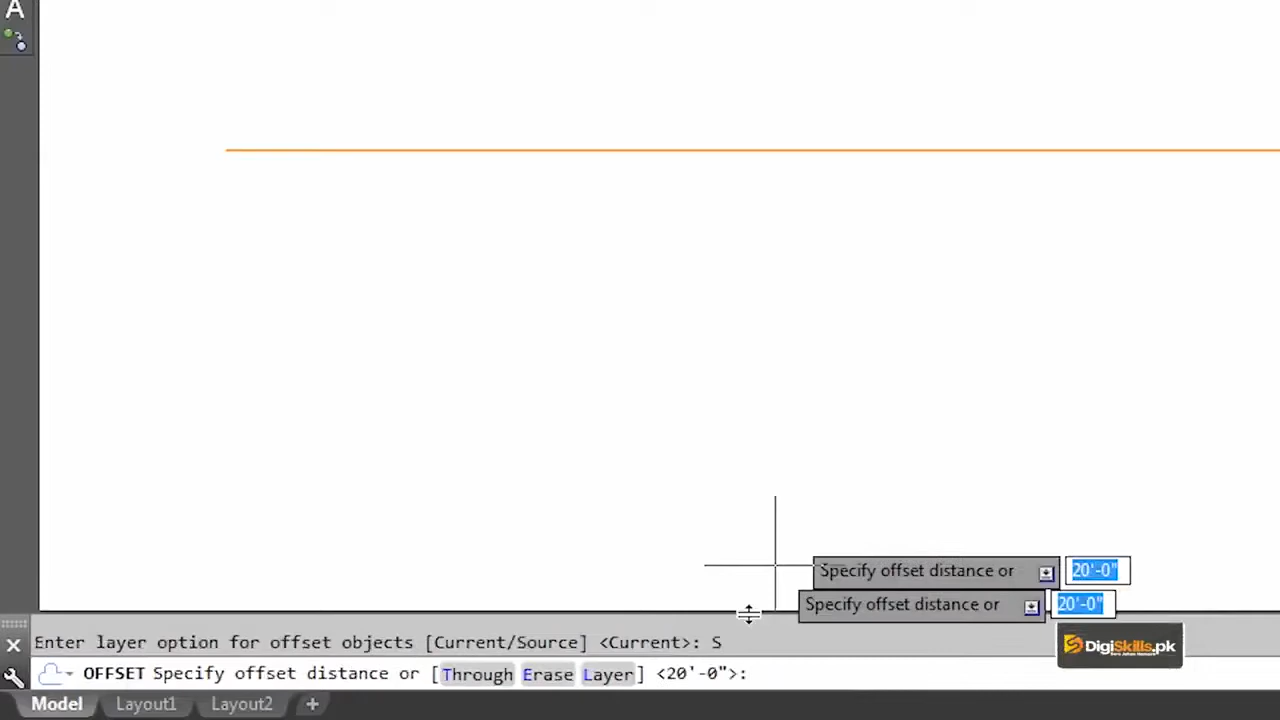 A
Specify offset distance or 20'-0"
Specify offset distance or 20'-0"
DigiSkills.pk
Enter layer option for offset objects [Current/Source] <Current>: S
OFFSET Specify offset distance or [Through Erase Layer] <20'-0">:
Model Layout1 Layout2 +